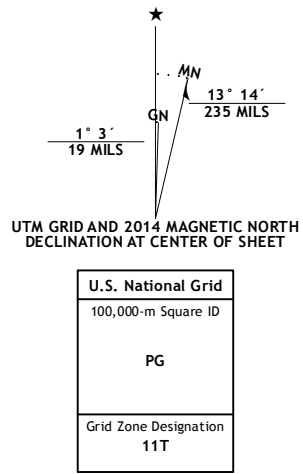 MN
GN
13° 14´
235 MILS
1° 3´
19 MILS
UTM GRID AND 2014 MAGNETIC NORTH
DECLINATION AT CENTER OF SHEET
U.S. National Grid
100,000-m Square ID
PG
Grid Zone Designation
11T